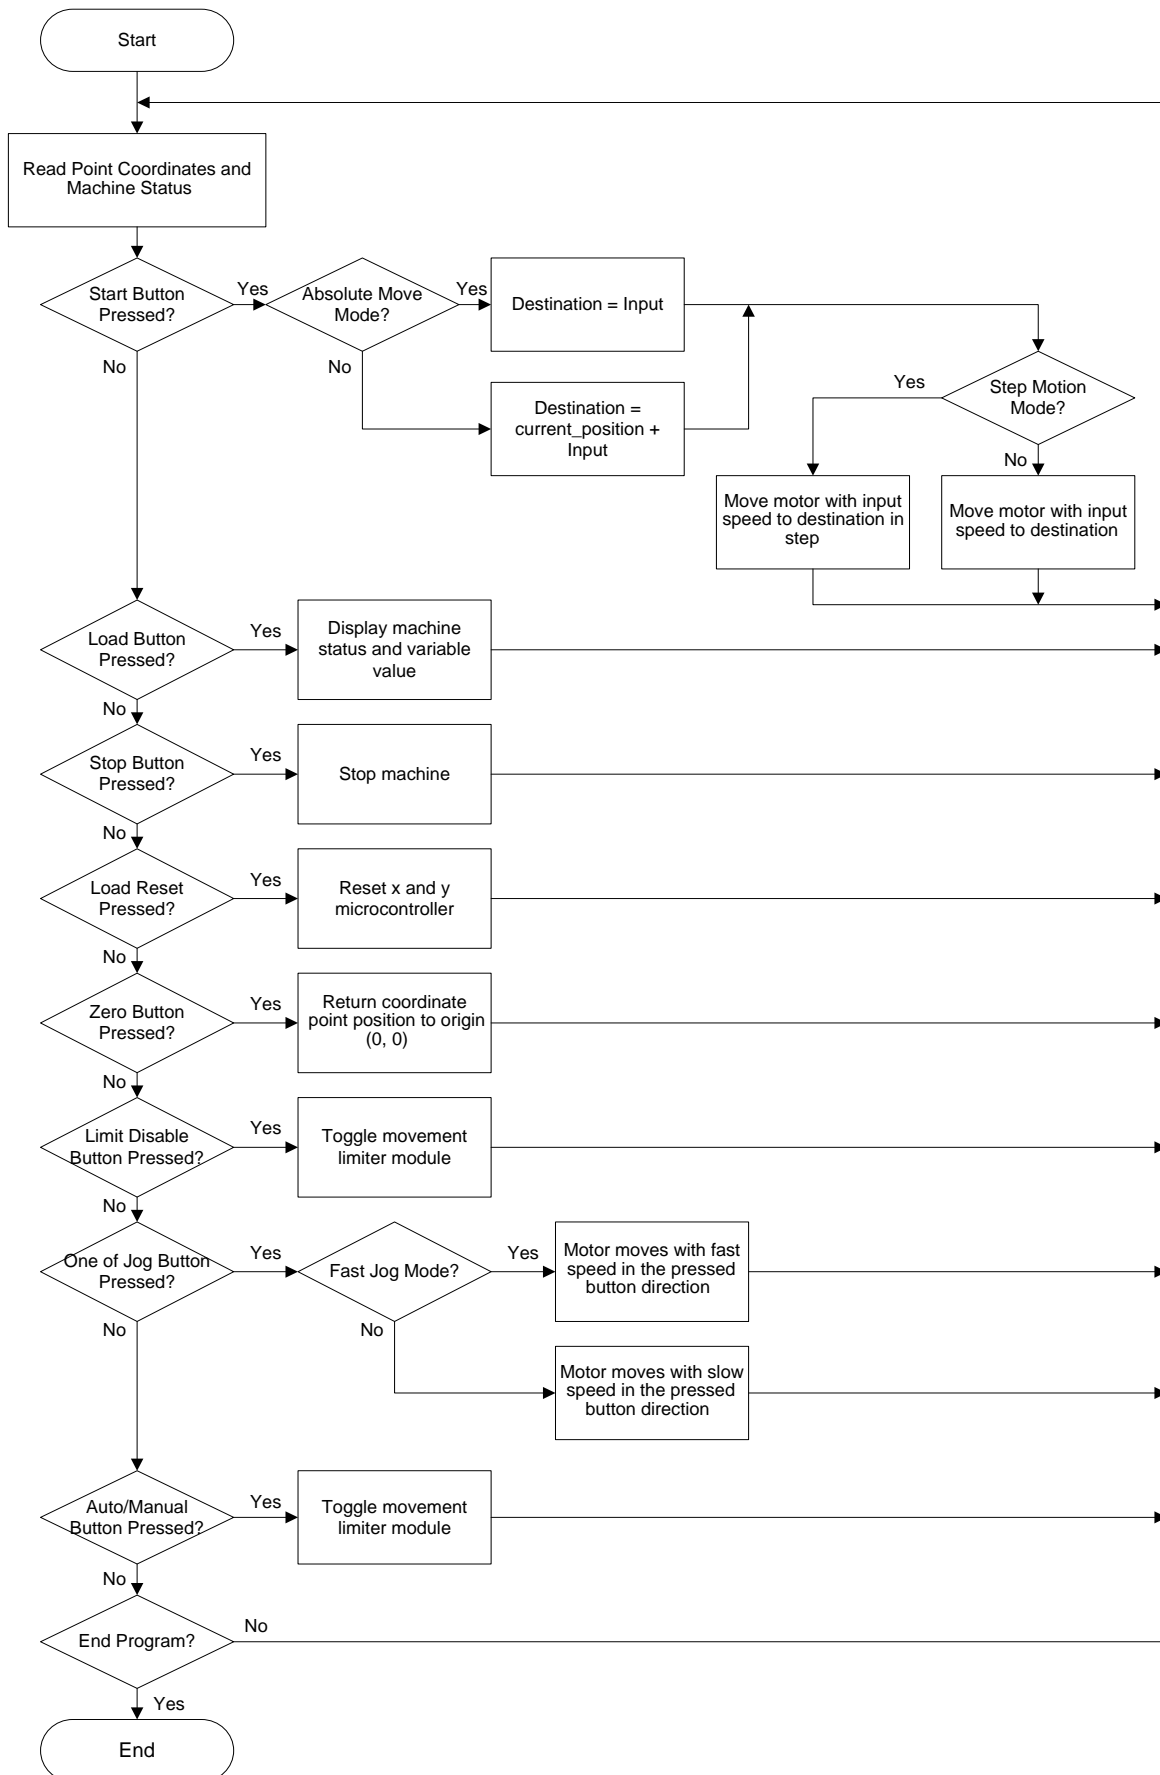 Start
Read Point Coordinates and
Machine Status
Start Button
Pressed?
Yes
No
Absolute Move
Mode?
Yes
No
Destination = Input
Destination =
current_position +
Input
Step Motion
Mode?
Yes
No
Move motor with input
speed to destination in
step
Move motor with input
speed to destination
Load Button
Pressed?
Yes
No
Display machine
status and variable
value
Stop Button
Pressed?
Yes
No
Stop machine
Load Reset
Pressed?
Yes
No
Reset x and y
microcontroller
Zero Button
Pressed?
Yes
No
Return coordinate
point position to origin
(0, 0)
Limit Disable
Button Pressed?
Yes
No
Toggle movement
limiter module
One of Jog Button
Pressed?
Yes
No
Fast Jog Mode?
Yes
No
Motor moves with fast
speed in the pressed
button direction
Motor moves with slow
speed in the pressed
button direction
Auto/Manual
Button Pressed?
Yes
No
Toggle movement
limiter module
End Program?
No
Yes
End